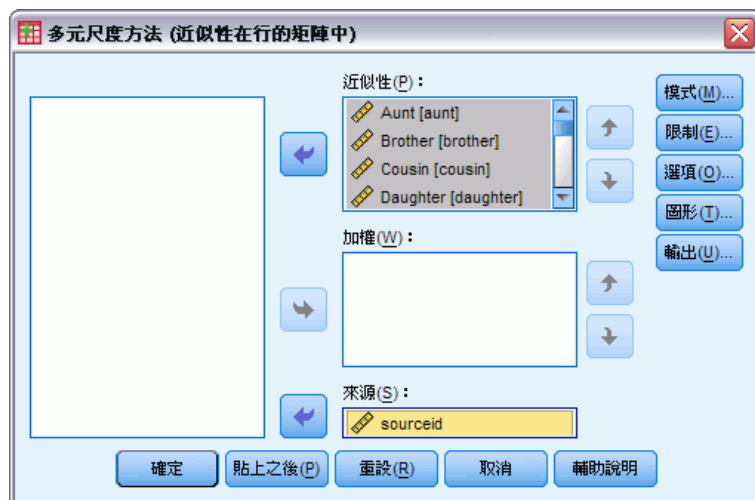 多元尺度方法 (近似性在行的矩陣中)
近似性(P)：
Aunt [aunt]
Brother [brother]
Cousin [cousin]
Daughter [daughter]
加權(W)：
來源(S)：
sourceid
模式(M)...
限制(E)...
選項(O)...
圖形(T)...
輸出(U)...
確定
貼上之後(P)
重設(R)
取消
輔助說明